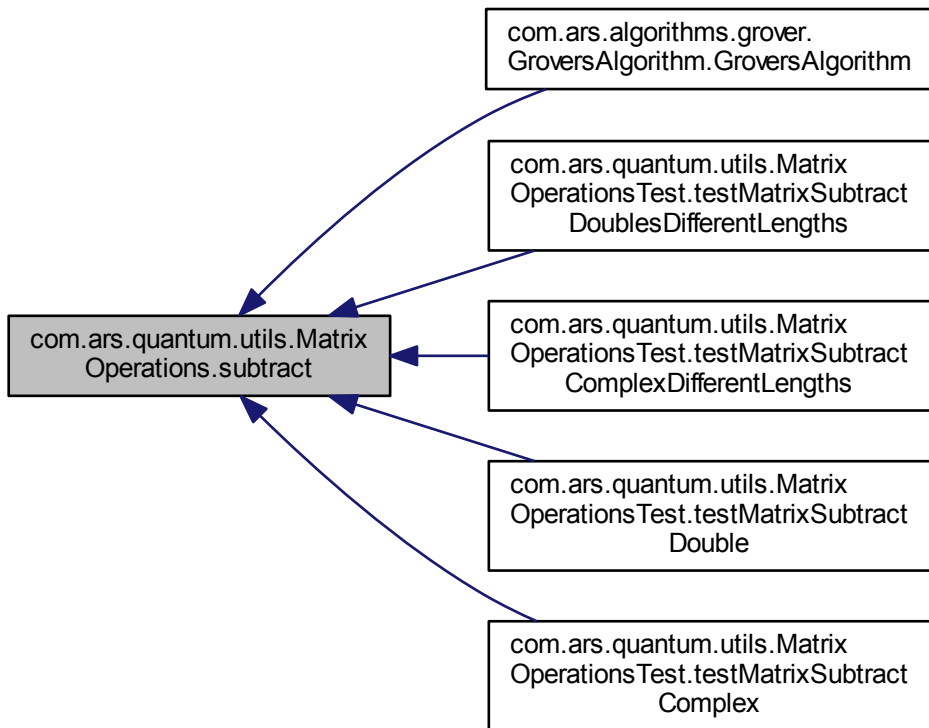 com.ars.algorithms.grover.
GroversAlgorithm.GroversAlgorithm
com.ars.quantum.utils.Matrix
OperationsTest.testMatrixSubtract
DoublesDifferentLengths
com.ars.quantum.utils.Matrix
Operations.subtract
com.ars.quantum.utils.Matrix
OperationsTest.testMatrixSubtract
ComplexDifferentLengths
com.ars.quantum.utils.Matrix
OperationsTest.testMatrixSubtract
Double
com.ars.quantum.utils.Matrix
OperationsTest.testMatrixSubtract
Complex